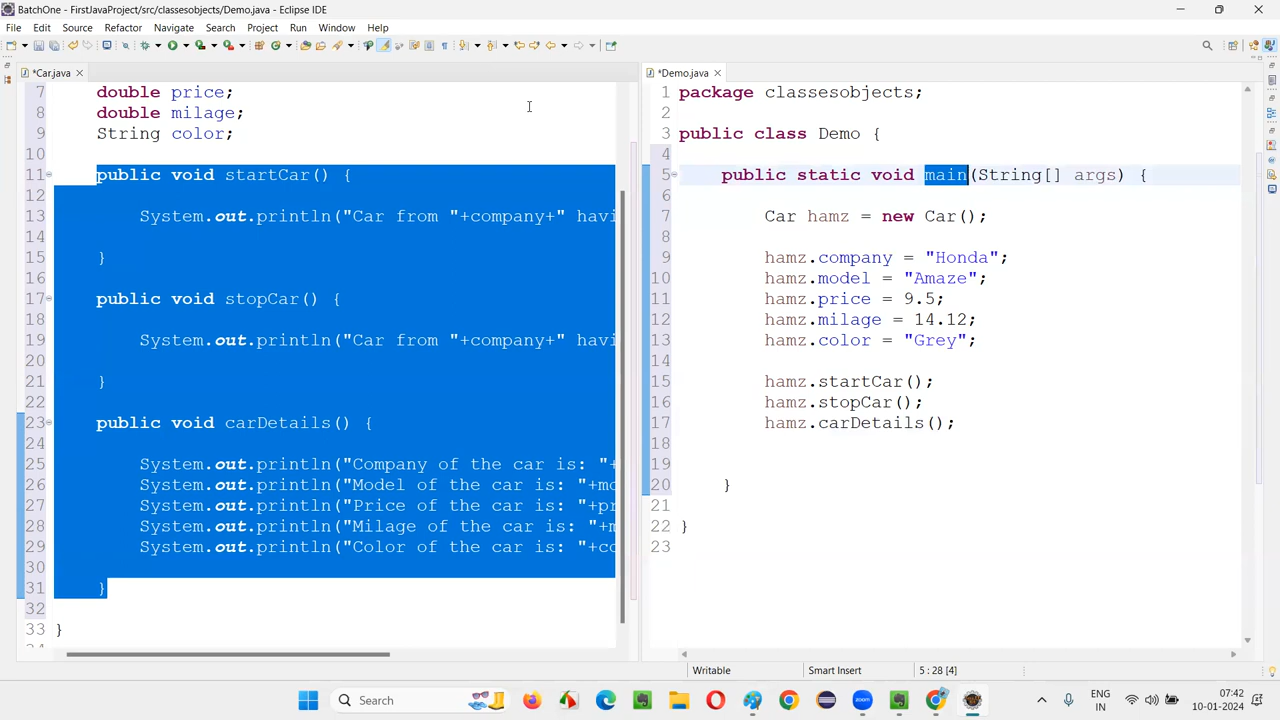 BatchOne - FirstJavaProject/src/classesobjects/Demo.java - Eclipse IDE
File Edit Source Refactor Navigate Search Project Run Window Help
*Car.java
7 double price;
8 double milage;
9 String color;
10
11 public void startCar() {
12
13 System.out.println("Car from "+company+" havi
14
15 }
16
17 public void stopCar() {
18
19 System.out.println("Car from "+company+" havi
20
21 }
22
23 public void carDetails() {
24
25 System.out.println("Company of the car is: "+
26 System.out.println("Model of the car is: "+mo
27 System.out.println("Price of the car is: "+pr
28 System.out.println("Milage of the car is: "+m
29 System.out.println("Color of the car is: "+co
30
31 }
32
33 }
*Demo.java
1 package classesobjects;
2
3 public class Demo {
4
5 public static void main(String[] args) {
6
7 Car hamz = new Car();
8
9 hamz.company = "Honda";
10 hamz.model = "Amaze";
11 hamz.price = 9.5;
12 hamz.milage = 14.12;
13 hamz.color = "Grey";
14
15 hamz.startCar();
16 hamz.stopCar();
17 hamz.carDetails();
18
19
20 }
21
22 }
23
Writable Smart Insert 5 : 28 [4]
Search
ENG
IN
07:42
10-01-2024